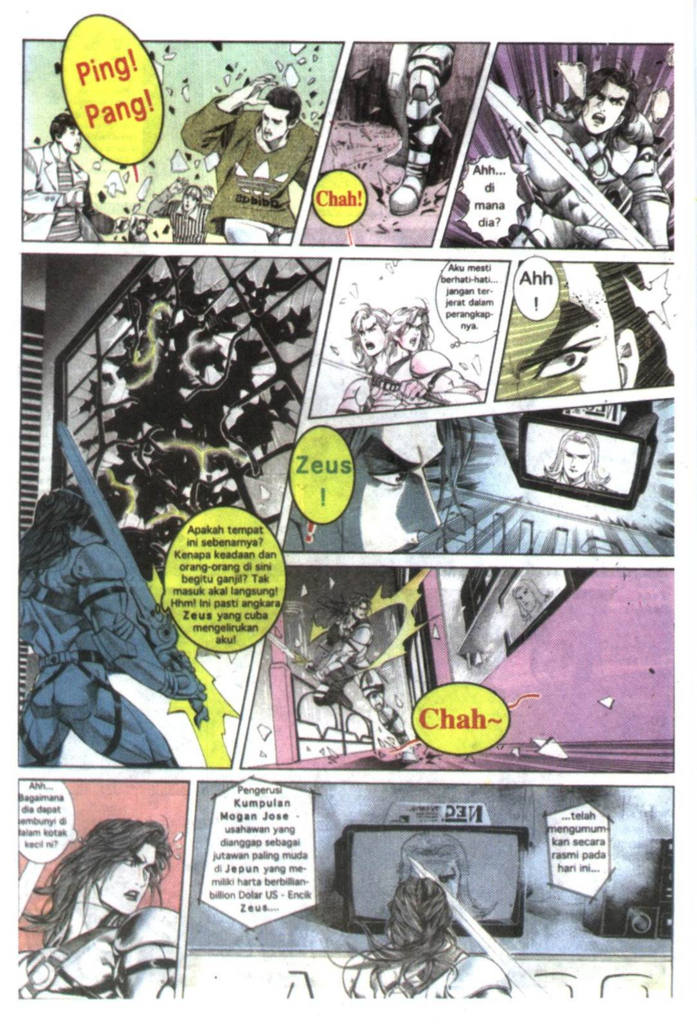 Ping!
Pang!
Chah!
Ahh...
di
mana
dia?
Aku mesti
berhati-hati...
jangan ter-
jerat dalam
perangkap-
nya.
Ahh
!
Zeus
!
Apakah tempat
ini sebenarnya?
Kenapa keadaan dan
orang-orang di sini
begitu ganjil? Tak
masuk akal langsung!
Hhm! Ini pasti angkara
Zeus yang cuba
mengelirukan
aku!
Chah~
Ahh...
Bagaimana
dia dapat
sembunyi di
dalam kotak
kecil ni?
Pengerusi
Kumpulan
Mogan Jose -
usahawan yang
dianggap sebagai
jutawan paling muda
di Jepun yang me-
miliki harta berbillian-
billion Dolar US - Encik
Zeus....
...telah
mengumum-
kan secara
rasmi pada
hari ini...